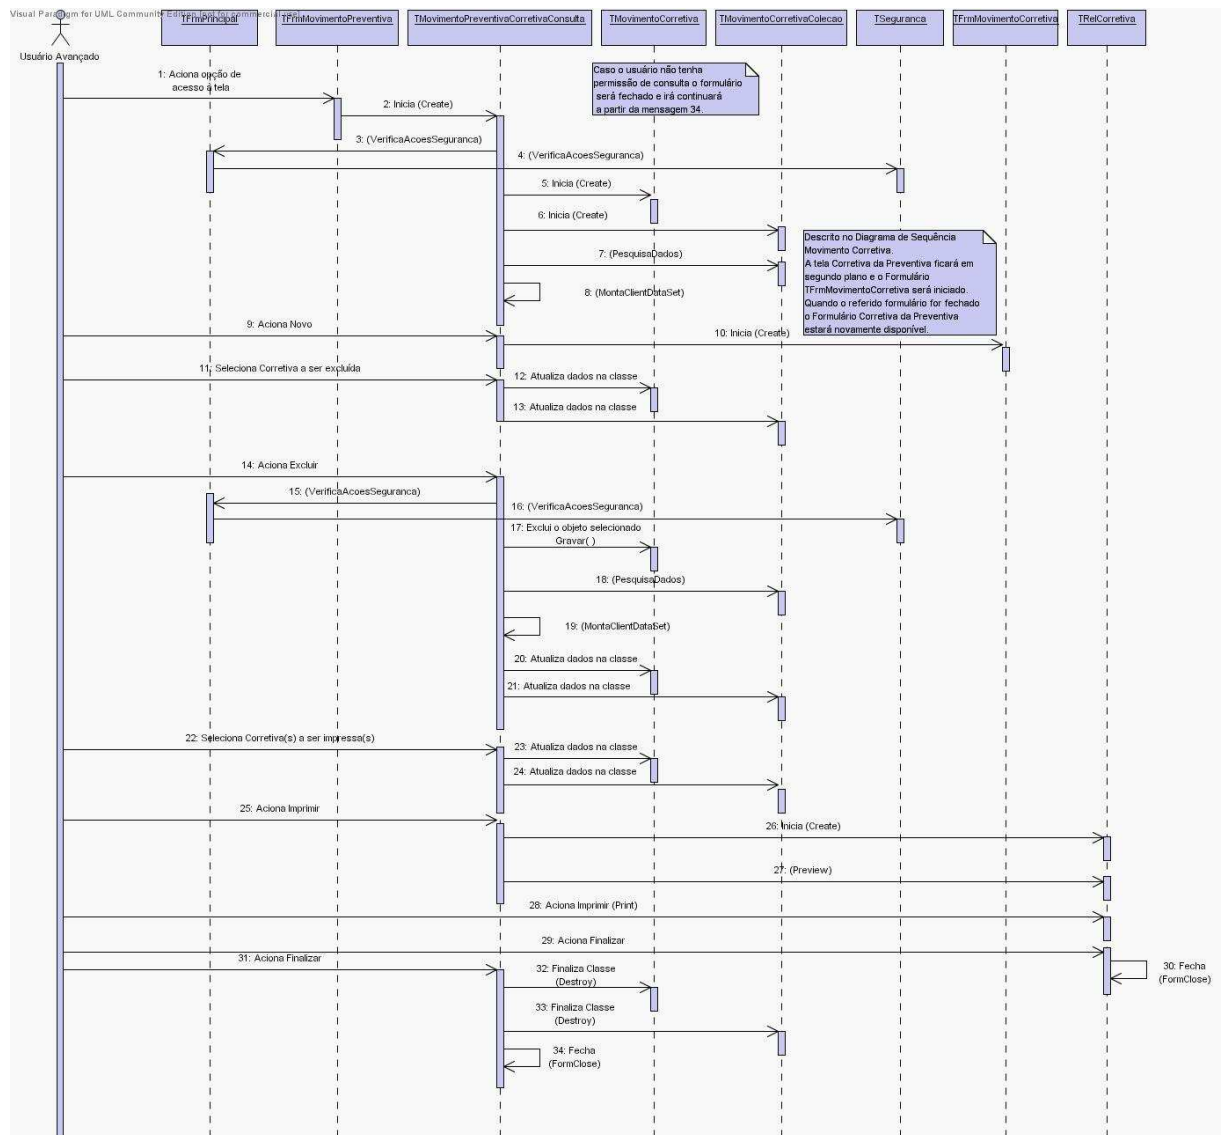 Visual Paradigm for UML Community Edition [not for commercial use]
TFrmPrincipal
TFrmMovimentoPreventiva
TMovimentoPreventivaCorretivaConsulta
TMovimentoCorretiva
TMovimentoCorretivaColecao
TSeguranca
TFrmMovimentoCorretiva
TRelCorretiva
Usuário Avançado
Caso o usuário não tenha
permissão de consulta o formulário
será fechado e irá continuará
a partir da mensagem 34.
1: Aciona opção de
acesso à tela
2: Inicia (Create)
3: (VerificaAcoesSeguranca)
4: (VerificaAcoesSeguranca)
5: Inicia (Create)
6: Inicia (Create)
Descrito no Diagrama de Sequência
Movimento Corretiva.
A tela Corretiva da Preventiva ficará em
segundo plano e o Formulário
TFrmMovimentoCorretiva será iniciado.
Quando o referido formulário for fechado
o Formulário Corretiva da Preventiva
estará novamente disponível.
7: (PesquisaDados)
8: (MontaClientDataSet)
9: Aciona Novo
10: Inicia (Create)
11: Seleciona Corretiva a ser excluída
12: Atualiza dados na classe
13: Atualiza dados na classe
14: Aciona Excluir
15: (VerificaAcoesSeguranca)
16: (VerificaAcoesSeguranca)
17: Exclui o objeto selecionado
Gravar( )
18: (PesquisaDados)
19: (MontaClientDataSet)
20: Atualiza dados na classe
21: Atualiza dados na classe
22: Seleciona Corretiva(s) a ser impressa(s)
23: Atualiza dados na classe
24: Atualiza dados na classe
25: Aciona Imprimir
26: Inicia (Create)
27: (Preview)
28: Aciona Imprimir (Print)
29: Aciona Finalizar
30: Fecha
(FormClose)
31: Aciona Finalizar
32: Finaliza Classe
(Destroy)
33: Finaliza Classe
(Destroy)
34: Fecha
(FormClose)